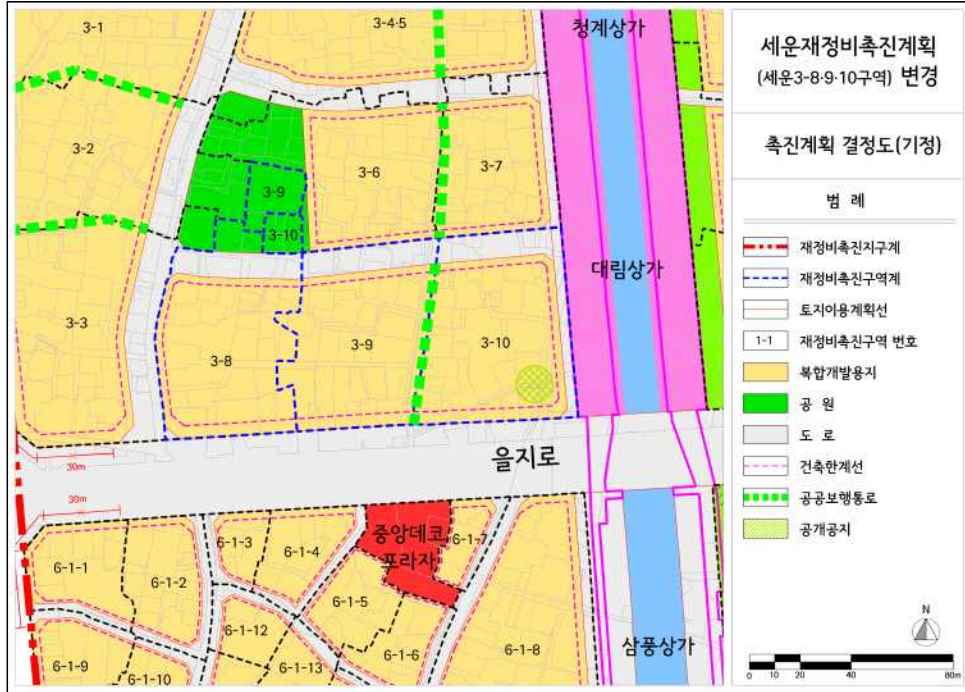 세운재정비촉진계획
(세운3-8·9·10구역) 변경
촉진계획 결정도(기정)
범 례
재정비촉진지구계
재정비촉진구역계
토지이용계획선
1-1 재정비촉진구역 번호
복합개발용지
공 원
도 로
건축한계선
공공보행통로
공개공지
N
0 10 20 40 80m
3-1
3-4·5
청계상가
3-2
3-6
3-7
3-9
3-10
대림상가
3-3
3-8
3-9
3-10
을지로
30m
30m
중앙데코
프라자
6-1-1
6-1-2
6-1-3
6-1-4
6-1-7
6-1-5
6-1-12
6-1-13
6-1-6
6-1-8
삼풍상가
6-1-9
6-1-10